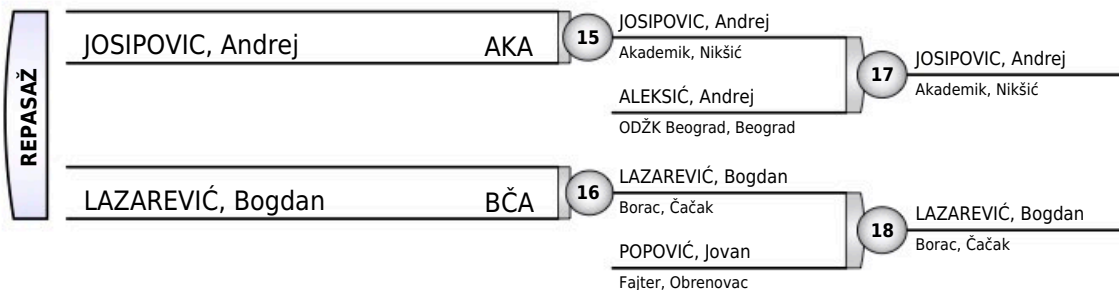 REPASAŽ
JOSIPOVIC, Andrej AKA
15
JOSIPOVIC, Andrej
Akademik, Nikšić
ALEKSIĆ, Andrej
ODŽK Beograd, Beograd
17
JOSIPOVIC, Andrej
Akademik, Nikšić
LAZAREVIĆ, Bogdan BČA
16
LAZAREVIĆ, Bogdan
Borac, Čačak
POPOVIĆ, Jovan
Fajter, Obrenovac
18
LAZAREVIĆ, Bogdan
Borac, Čačak